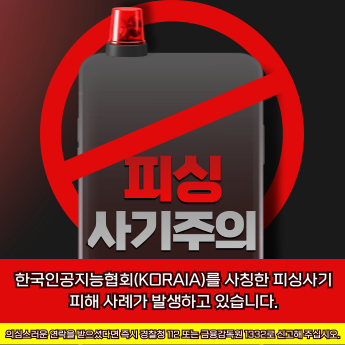 피싱
사기주의
한국인공지능협회(KORAIA)를 사칭한 피싱사기
피해 사례가 발생하고 있습니다.
의심스러운 연락을 받으셨다면 즉시 경찰청 112 또는 금융감독원 1332로 신고해 주십시오.